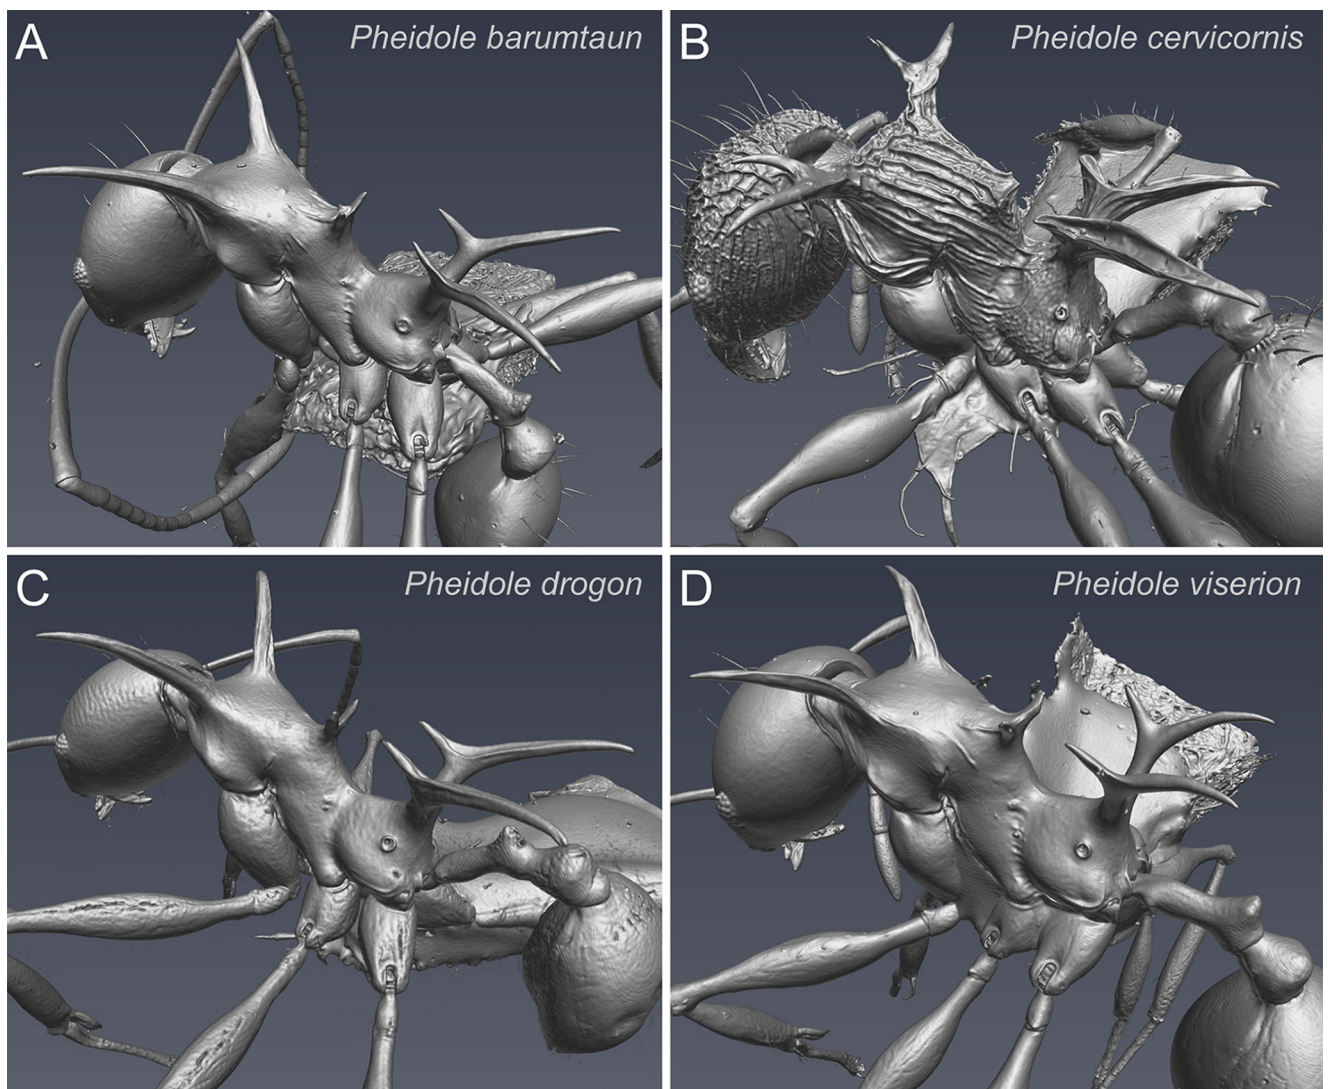 A
Pheidole barumtaun
B
Pheidole cervicornis
C
Pheidole drogon
D
Pheidole viserion